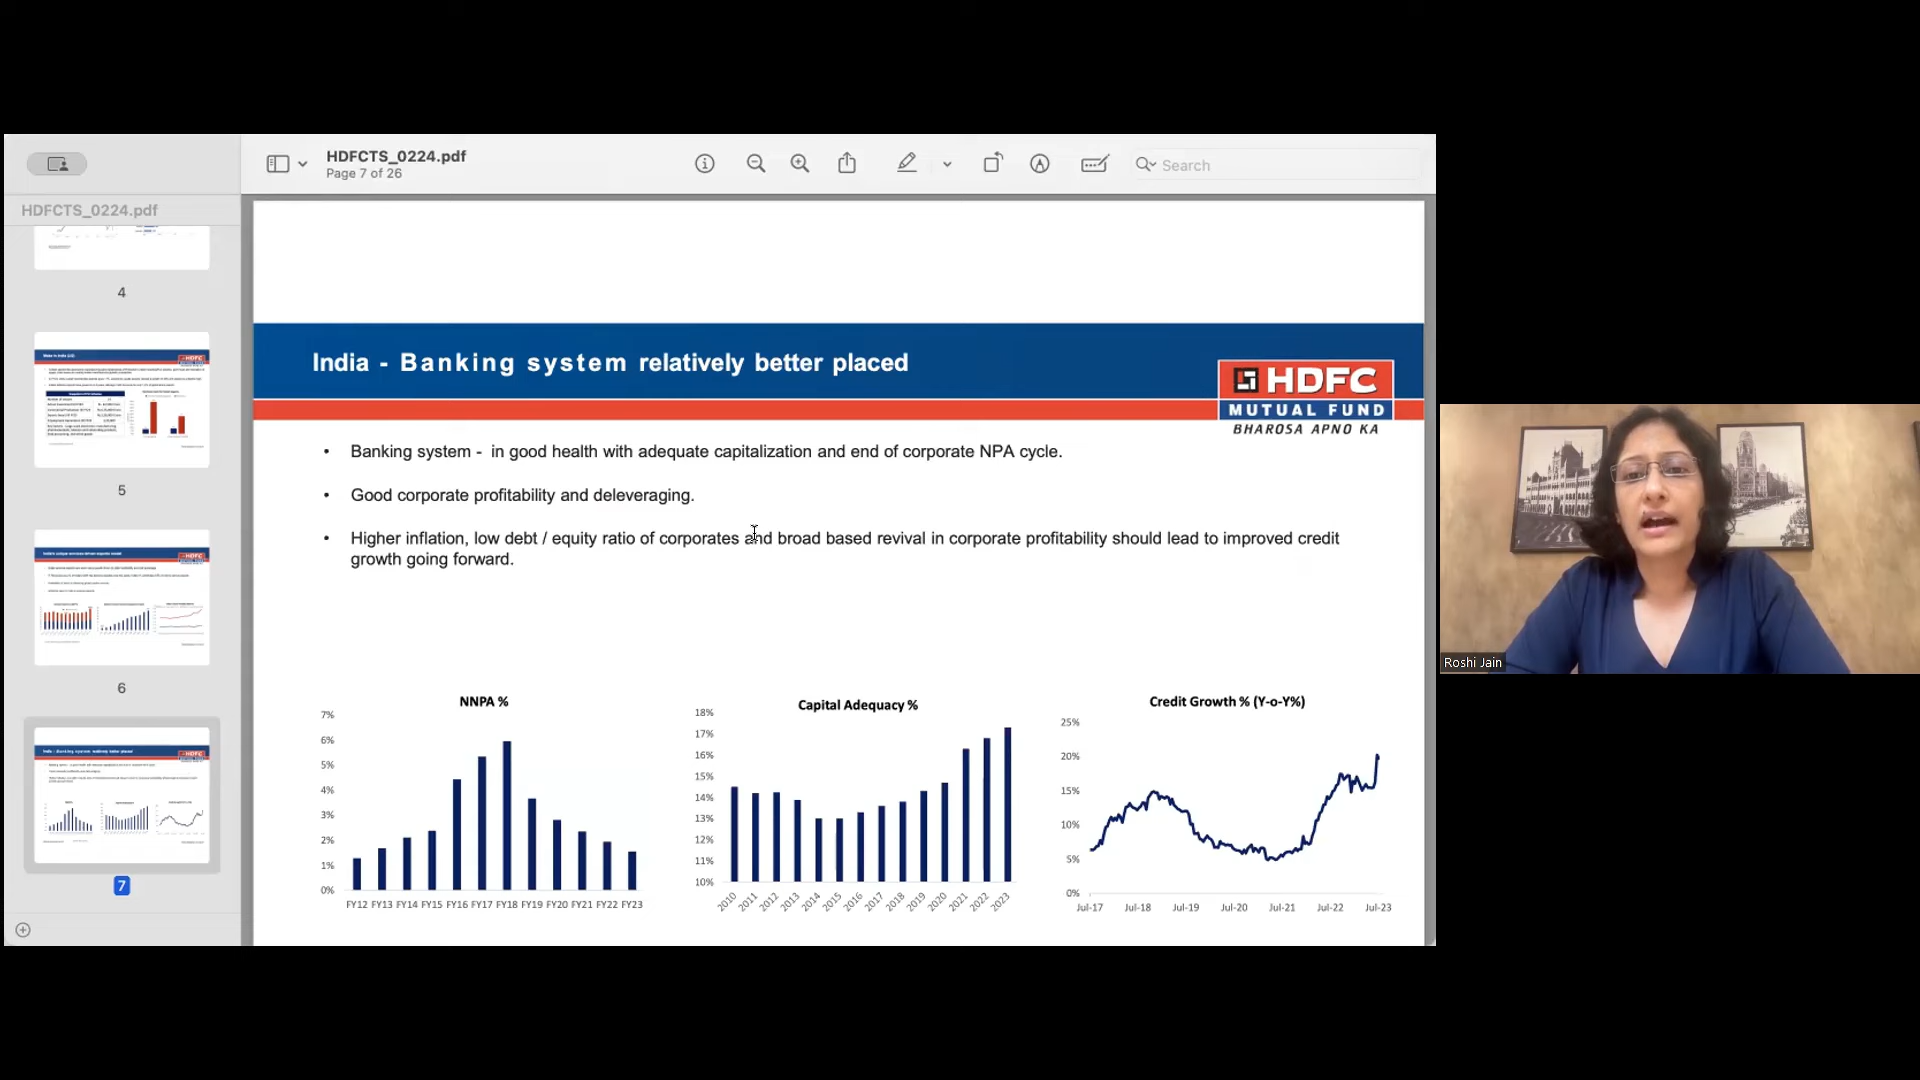 HDFCTS_0224.pdf
Page 7 of 26
Search
HDFCTS_0224.pdf
4
5
6
7
India - Banking system relatively better placed
HDFC
MUTUAL FUND
BHAROSA APNO KA
• Banking system - in good health with adequate capitalization and end of corporate NPA cycle.
• Good corporate profitability and deleveraging.
• Higher inflation, low debt / equity ratio of corporates and broad based revival in corporate profitability should lead to improved credit
growth going forward.
NNPA %
7%
6%
5%
4%
3%
2%
1%
0%
FY12 FY13 FY14 FY15 FY16 FY17 FY18 FY19 FY20 FY21 FY22 FY23
Capital Adequacy %
18%
17%
16%
15%
14%
13%
12%
11%
10%
2010 2011 2012 2013 2014 2015 2016 2017 2018 2019 2020 2021 2022 2023
Credit Growth % (Y-o-Y%)
25%
20%
15%
10%
5%
0%
Jul-17 Jul-18 Jul-19 Jul-20 Jul-21 Jul-22 Jul-23
Roshi Jain